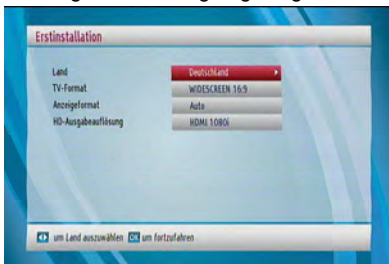 Erstinstallation
Land Deutschland
TV-Format WIDESCREEN 16:9
Anzeigeformat Auto
HD-Ausgabeauflösung HDMI 1080i
um Land auszuwählen OK um fortzufahren